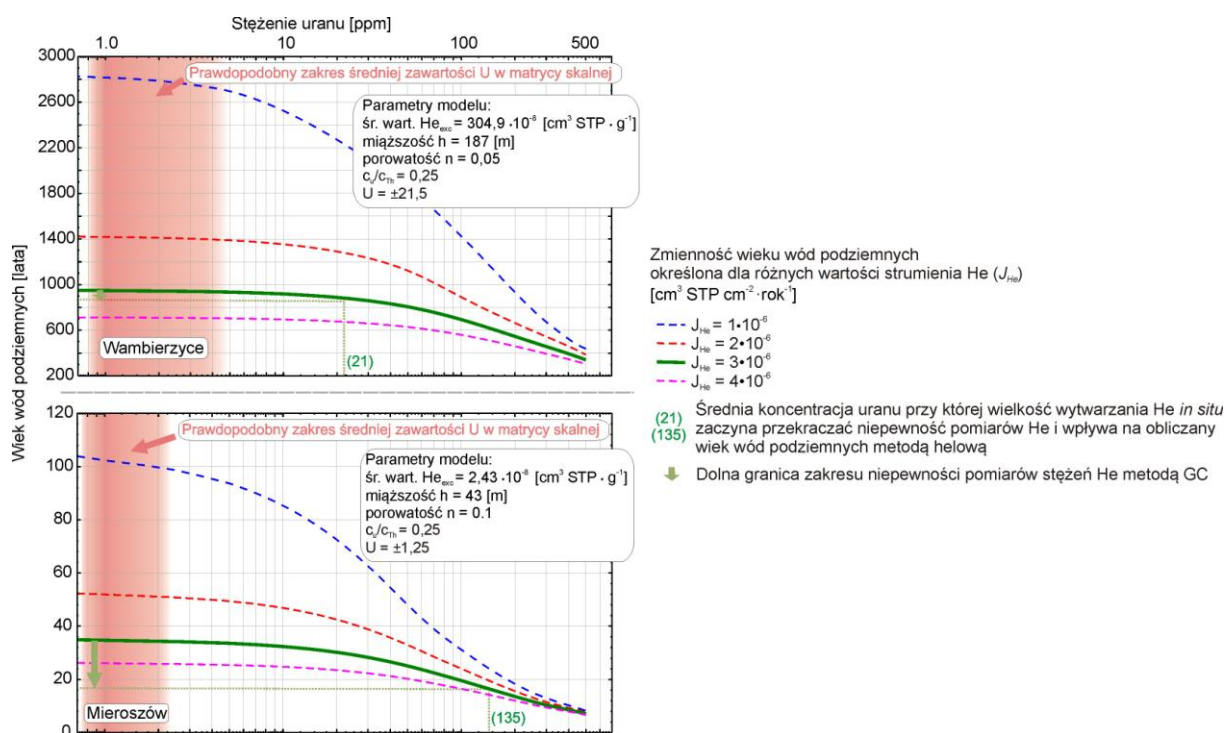 Stężenie uranu [ppm]
1.0 10 100 500
Wiek wód podziemnych [lata]
3000
2600
2200
1800
1400
1000
600
200
Prawdopodobny zakres średniej zawartości U w matrycy skalnej
Parametry modelu:
śr. wart. Heexc = 304,9 ·10⁻⁸ [cm³ STP · g⁻¹]
miąższość h = 187 [m]
porowatość n = 0,05
cᵤ/cTh = 0,25
U = ±21,5
Wambierzyce
(21)
120
100
80
60
40
20
0
Prawdopodobny zakres średniej zawartości U w matrycy skalnej
Parametry modelu:
śr. wart. Heexc = 2,43 ·10⁻⁸ [cm³ STP · g⁻¹]
miąższość h = 43 [m]
porowatość n = 0.1
cᵤ/cTh = 0,25
U = ±1,25
Mieroszów
(135)
Zmienność wieku wód podziemnych
określona dla różnych wartości strumienia He (JHe)
[cm³ STP cm⁻² ·rok⁻¹]
JHe = 1•10⁻⁶
JHe = 2•10⁻⁶
JHe = 3•10⁻⁶
JHe = 4•10⁻⁶
(21) Średnia koncentracja uranu przy której wielkość wytwarzania He in situ
(135) zaczyna przekraczać niepewność pomiarów He i wpływa na obliczany
wiek wód podziemnych metodą helową
Dolna granica zakresu niepewności pomiarów stężeń He metodą GC